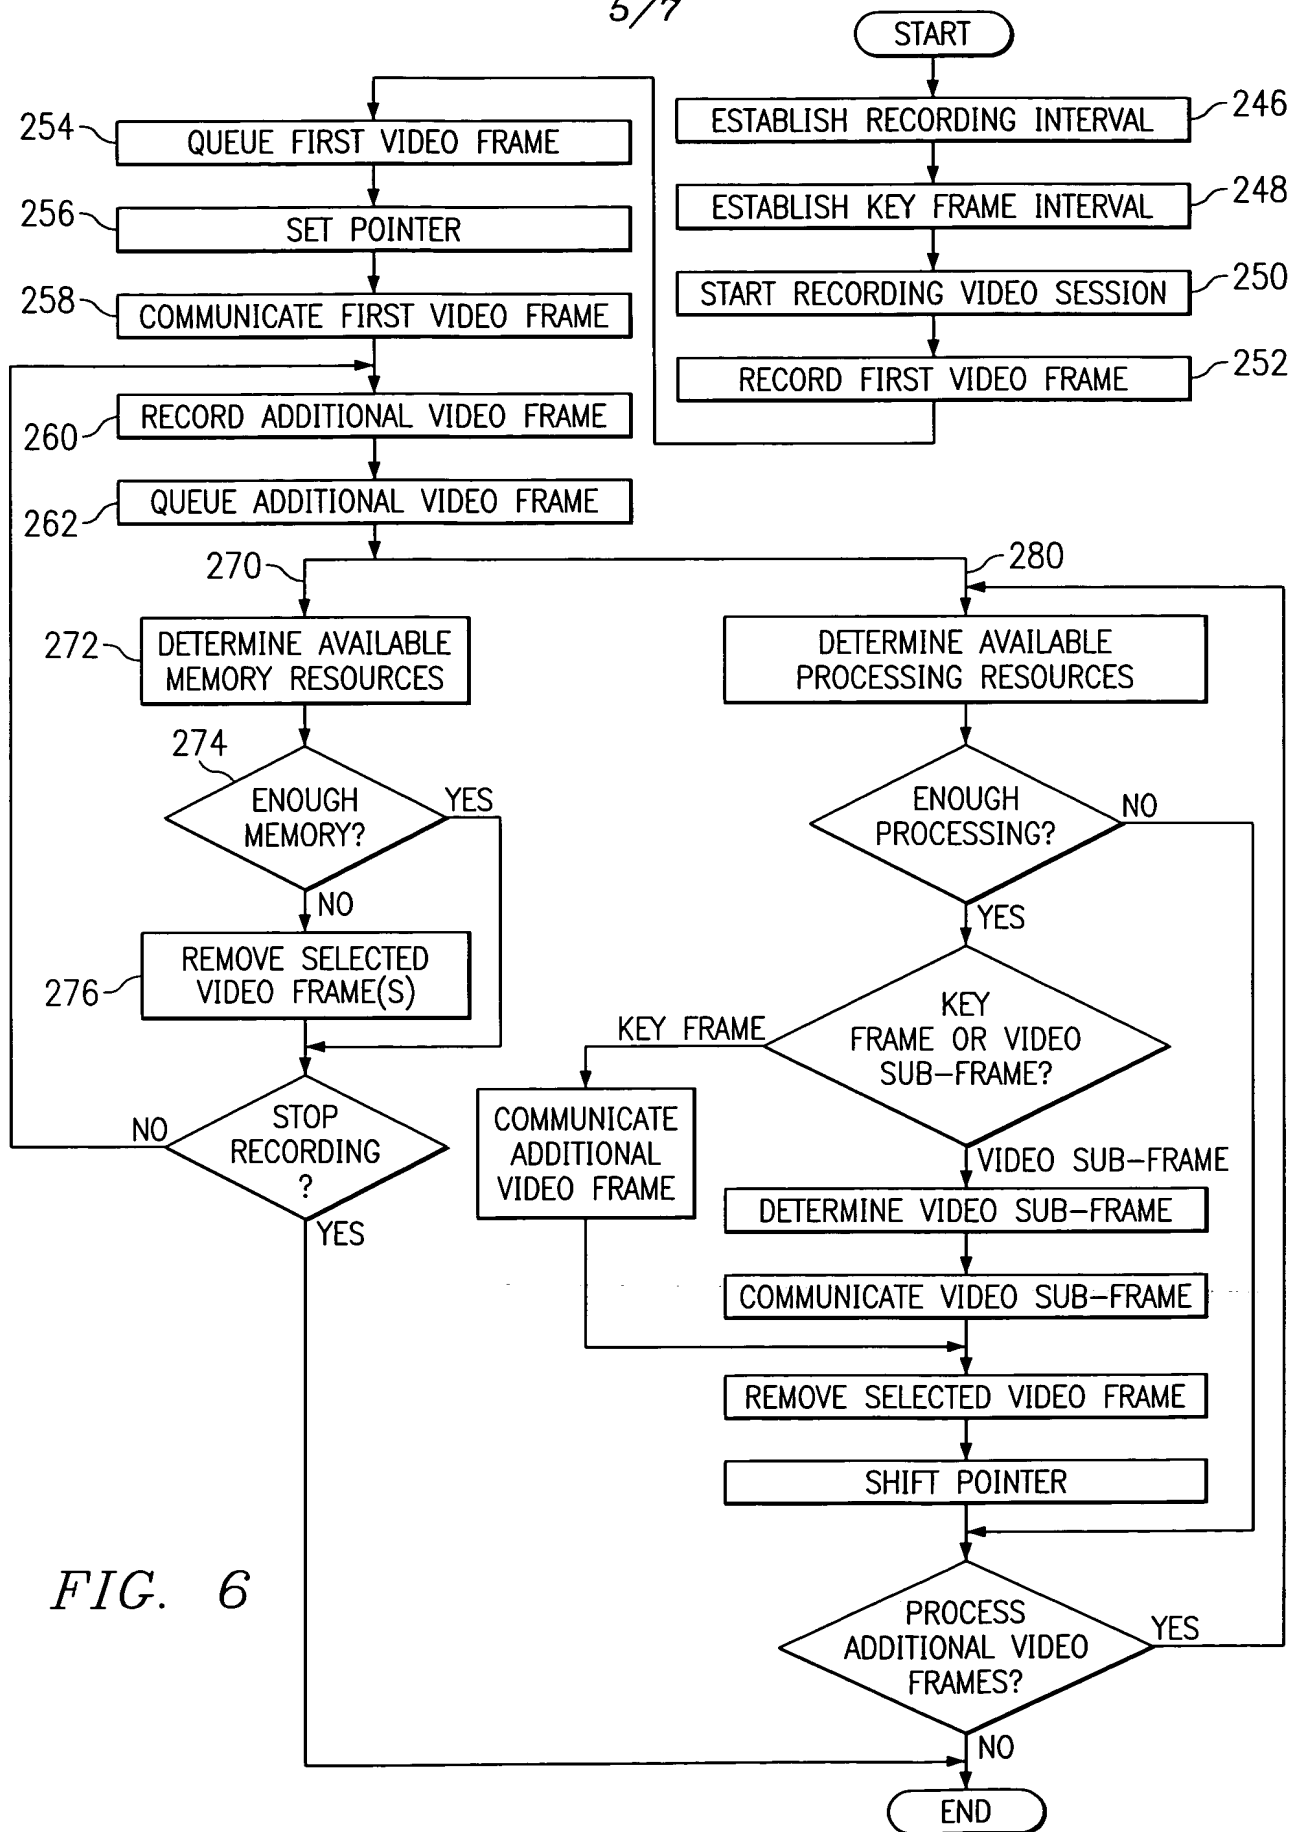 5/7
START
ESTABLISH RECORDING INTERVAL
246
ESTABLISH KEY FRAME INTERVAL
248
START RECORDING VIDEO SESSION
250
RECORD FIRST VIDEO FRAME
252
254
QUEUE FIRST VIDEO FRAME
256
SET POINTER
258
COMMUNICATE FIRST VIDEO FRAME
260
RECORD ADDITIONAL VIDEO FRAME
262
QUEUE ADDITIONAL VIDEO FRAME
270
272
DETERMINE AVAILABLE
MEMORY RESOURCES
274
ENOUGH
MEMORY?
YES
NO
276
REMOVE SELECTED
VIDEO FRAME(S)
STOP
RECORDING
?
NO
YES
280
DETERMINE AVAILABLE
PROCESSING RESOURCES
ENOUGH
PROCESSING?
NO
YES
KEY
FRAME OR VIDEO
SUB-FRAME?
KEY FRAME
COMMUNICATE
ADDITIONAL
VIDEO FRAME
VIDEO SUB-FRAME
DETERMINE VIDEO SUB-FRAME
COMMUNICATE VIDEO SUB-FRAME
REMOVE SELECTED VIDEO FRAME
SHIFT POINTER
PROCESS
ADDITIONAL VIDEO
FRAMES?
YES
NO
END
FIG. 6